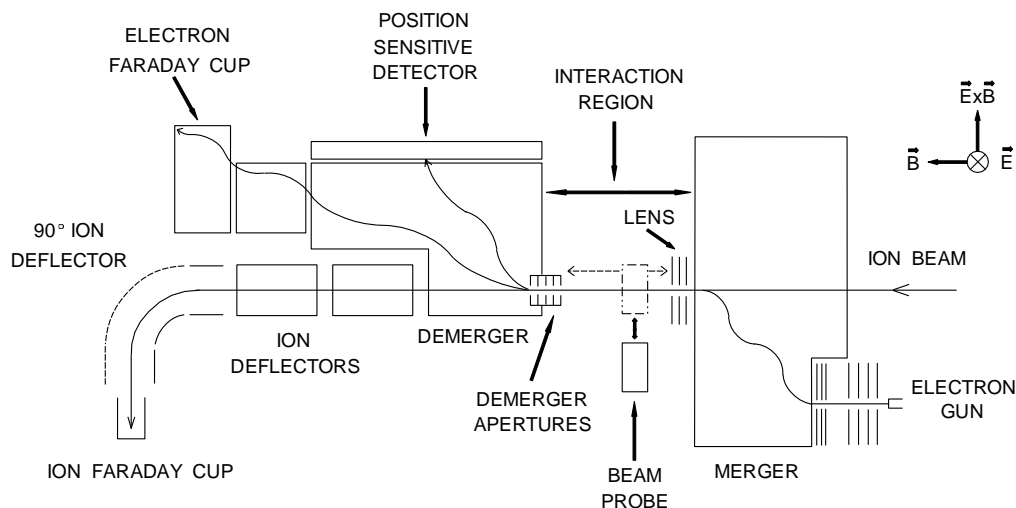 ELECTRON
FARADAY CUP
POSITION
SENSITIVE
DETECTOR
INTERACTION
REGION
ExB
B
E
LENS
90° ION
DEFLECTOR
ION BEAM
DEMERGER
ION
DEFLECTORS
DEMERGER
APERTURES
ELECTRON
GUN
ION FARADAY CUP
BEAM
PROBE
MERGER